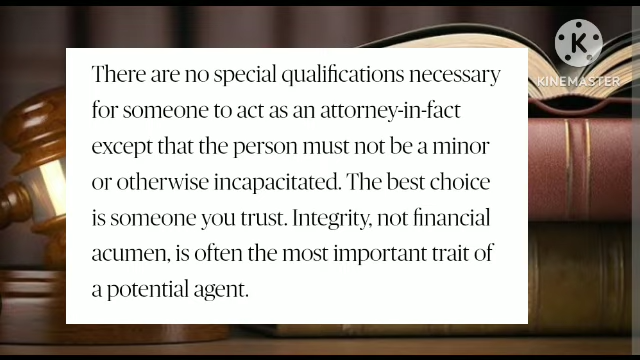 There are no special qualifications necessary
for someone to act as an attorney-in-fact
except that the person must not be a minor
or otherwise incapacitated. The best choice
is someone you trust. Integrity, not financial
acumen, is often the most important trait of
a potential agent.
K
KINEMASTER